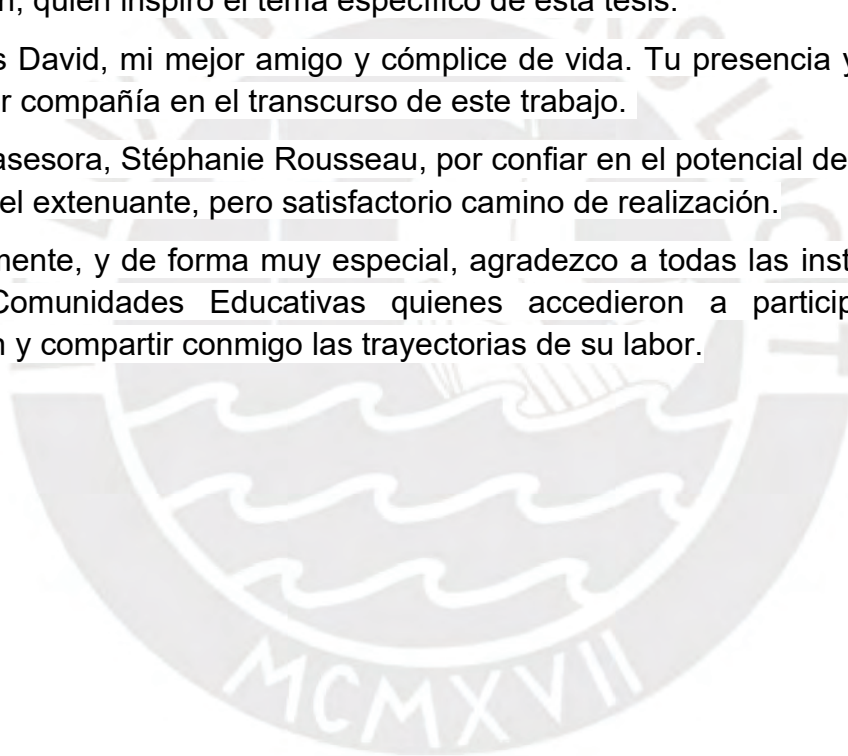 n, quien inspiró el tema específico de esta tesis.
s David, mi mejor amigo y cómplice de vida. Tu presencia y
r compañía en el transcurso de este trabajo.
asesora, Stéphanie Rousseau, por confiar en el potencial de
el extenuante, pero satisfactorio camino de realización.
mente, y de forma muy especial, agradezco a todas las inst
Comunidades Educativas quienes accedieron a particip
n y compartir conmigo las trayectorias de su labor.
MCMXVII